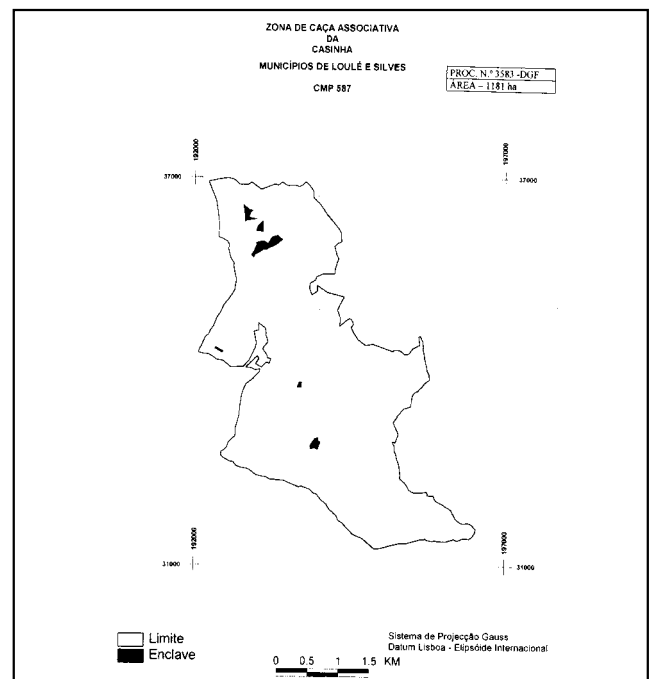 ZONA DE CAÇA ASSOCIATIVA
DA
CASINHA
MUNICÍPIOS DE LOULÉ E SILVES
CMP 587
PROC. N.º 3583 -DGF
ÁREA – 1181 ha
192000
197000
37000
37000
192000
197000
31000
31000
Limite
Enclave
Sistema de Projecção Gauss
Datum Lisboa - Elipsóide Internacional
0 0.5 1 1.5 KM